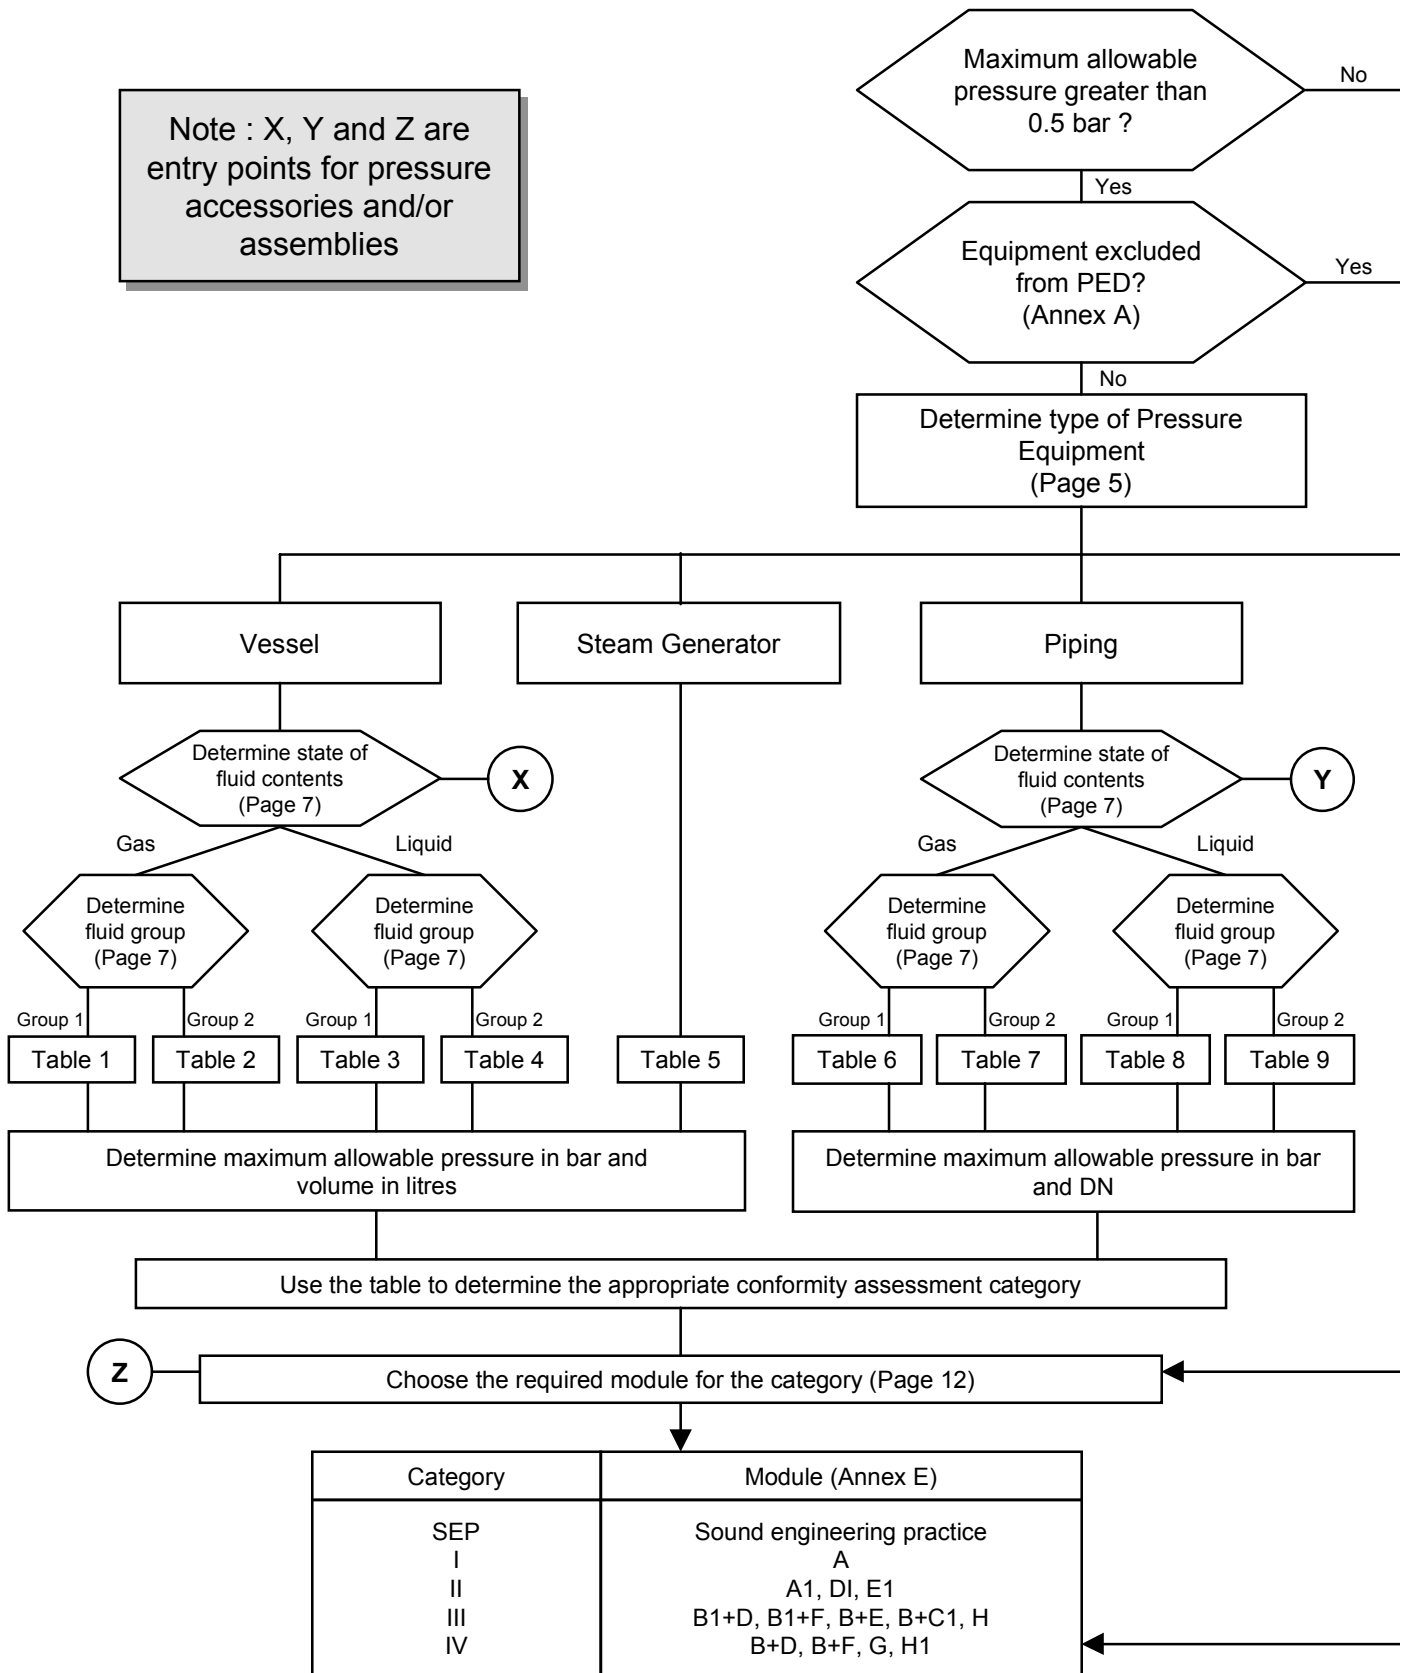 Maximum allowable
pressure greater than
0.5 bar ?
No
Note : X, Y and Z are
entry points for pressure
accessories and/or
assemblies
Yes
Equipment excluded
from PED?
(Annex A)
Yes
No
Determine type of Pressure
Equipment
(Page 5)
Vessel
Steam Generator
Piping
Determine state of
fluid contents
(Page 7)
X
Determine state of
fluid contents
(Page 7)
Y
Gas
Liquid
Gas
Liquid
Determine
fluid group
(Page 7)
Determine
fluid group
(Page 7)
Determine
fluid group
(Page 7)
Determine
fluid group
(Page 7)
Group 1
Group 2
Group 1
Group 2
Group 1
Group 2
Group 1
Group 2
Table 1
Table 2
Table 3
Table 4
Table 5
Table 6
Table 7
Table 8
Table 9
Determine maximum allowable pressure in bar and
volume in litres
Determine maximum allowable pressure in bar
and DN
Use the table to determine the appropriate conformity assessment category
Z
Choose the required module for the category (Page 12)
Category Module (Annex E)
SEP Sound engineering practice
I A
II A1, DI, E1
III B1+D, B1+F, B+E, B+C1, H
IV B+D, B+F, G, H1